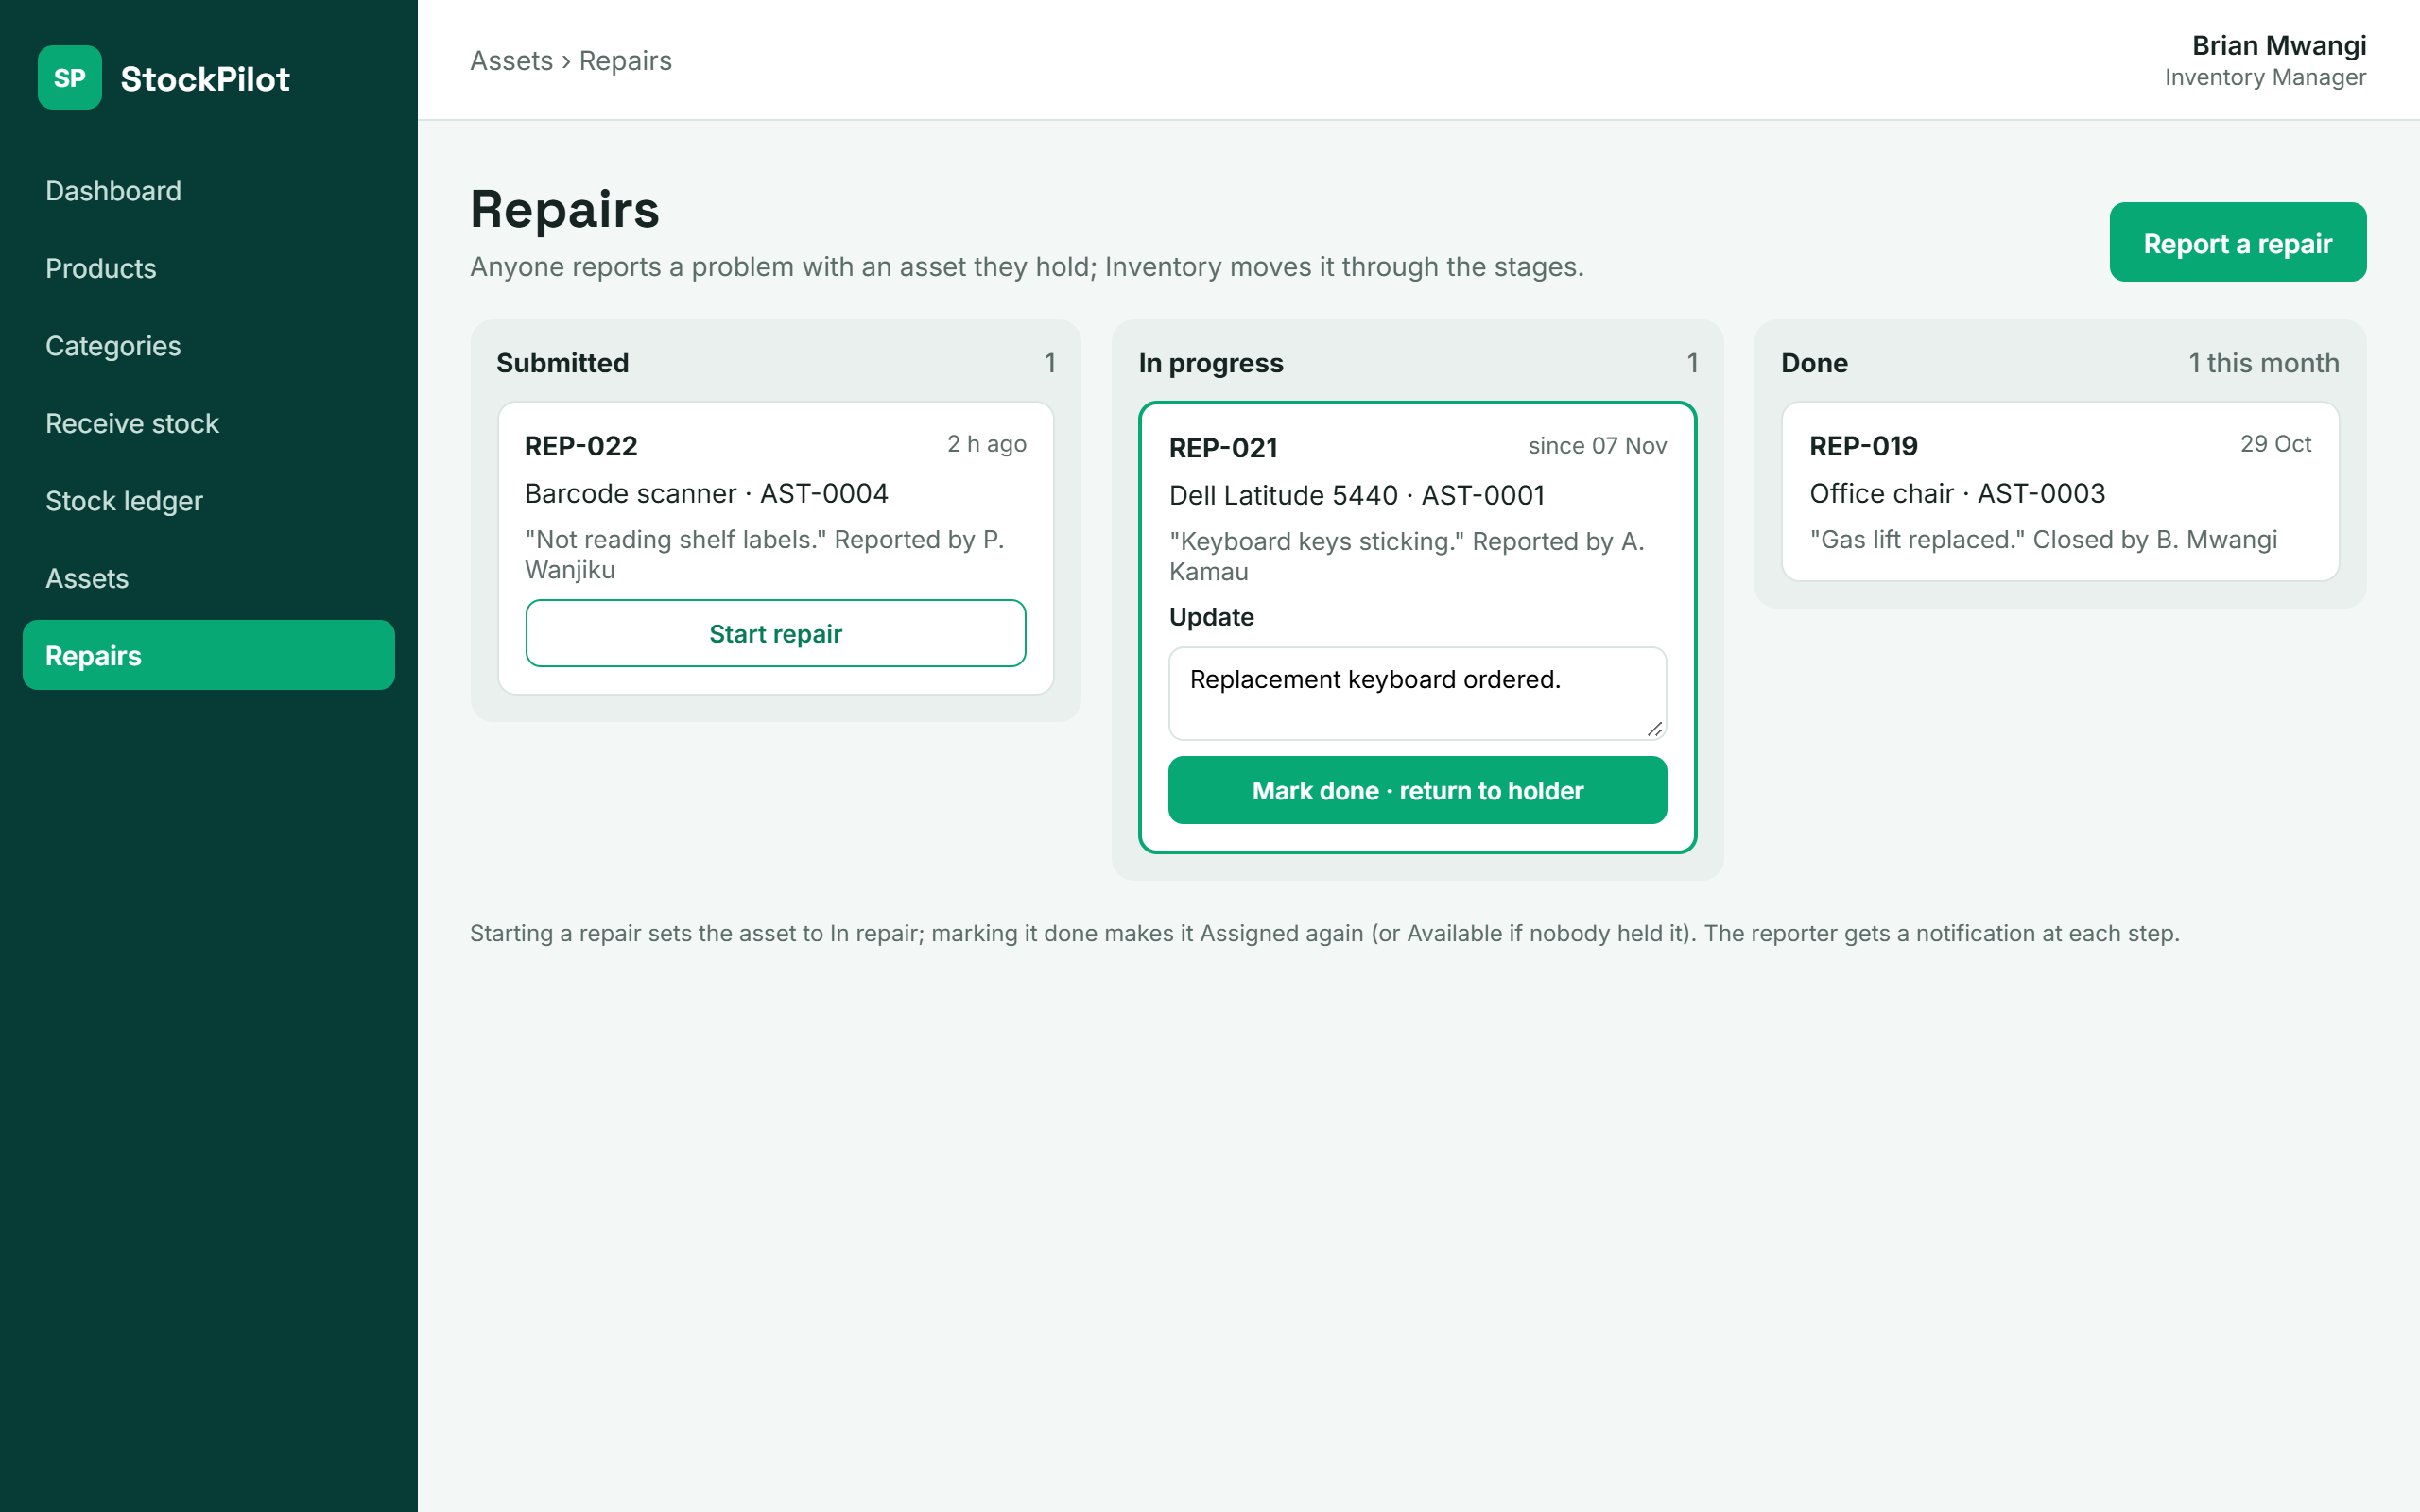 SP
StockPilot
Dashboard
Products
Categories
Receive stock
Stock ledger
Assets
Repairs
Assets › Repairs
Brian Mwangi
Inventory Manager
Repairs
Anyone reports a problem with an asset they hold; Inventory moves it through the stages.
Report a repair
Submitted 1
REP-022 2 h ago
Barcode scanner · AST-0004
"Not reading shelf labels." Reported by P.
Wanjiku
Start repair
In progress 1
REP-021 since 07 Nov
Dell Latitude 5440 · AST-0001
"Keyboard keys sticking." Reported by A.
Kamau
Update
Replacement keyboard ordered.
Mark done · return to holder
Done 1 this month
REP-019 29 Oct
Office chair · AST-0003
"Gas lift replaced." Closed by B. Mwangi
Starting a repair sets the asset to In repair; marking it done makes it Assigned again (or Available if nobody held it). The reporter gets a notification at each step.